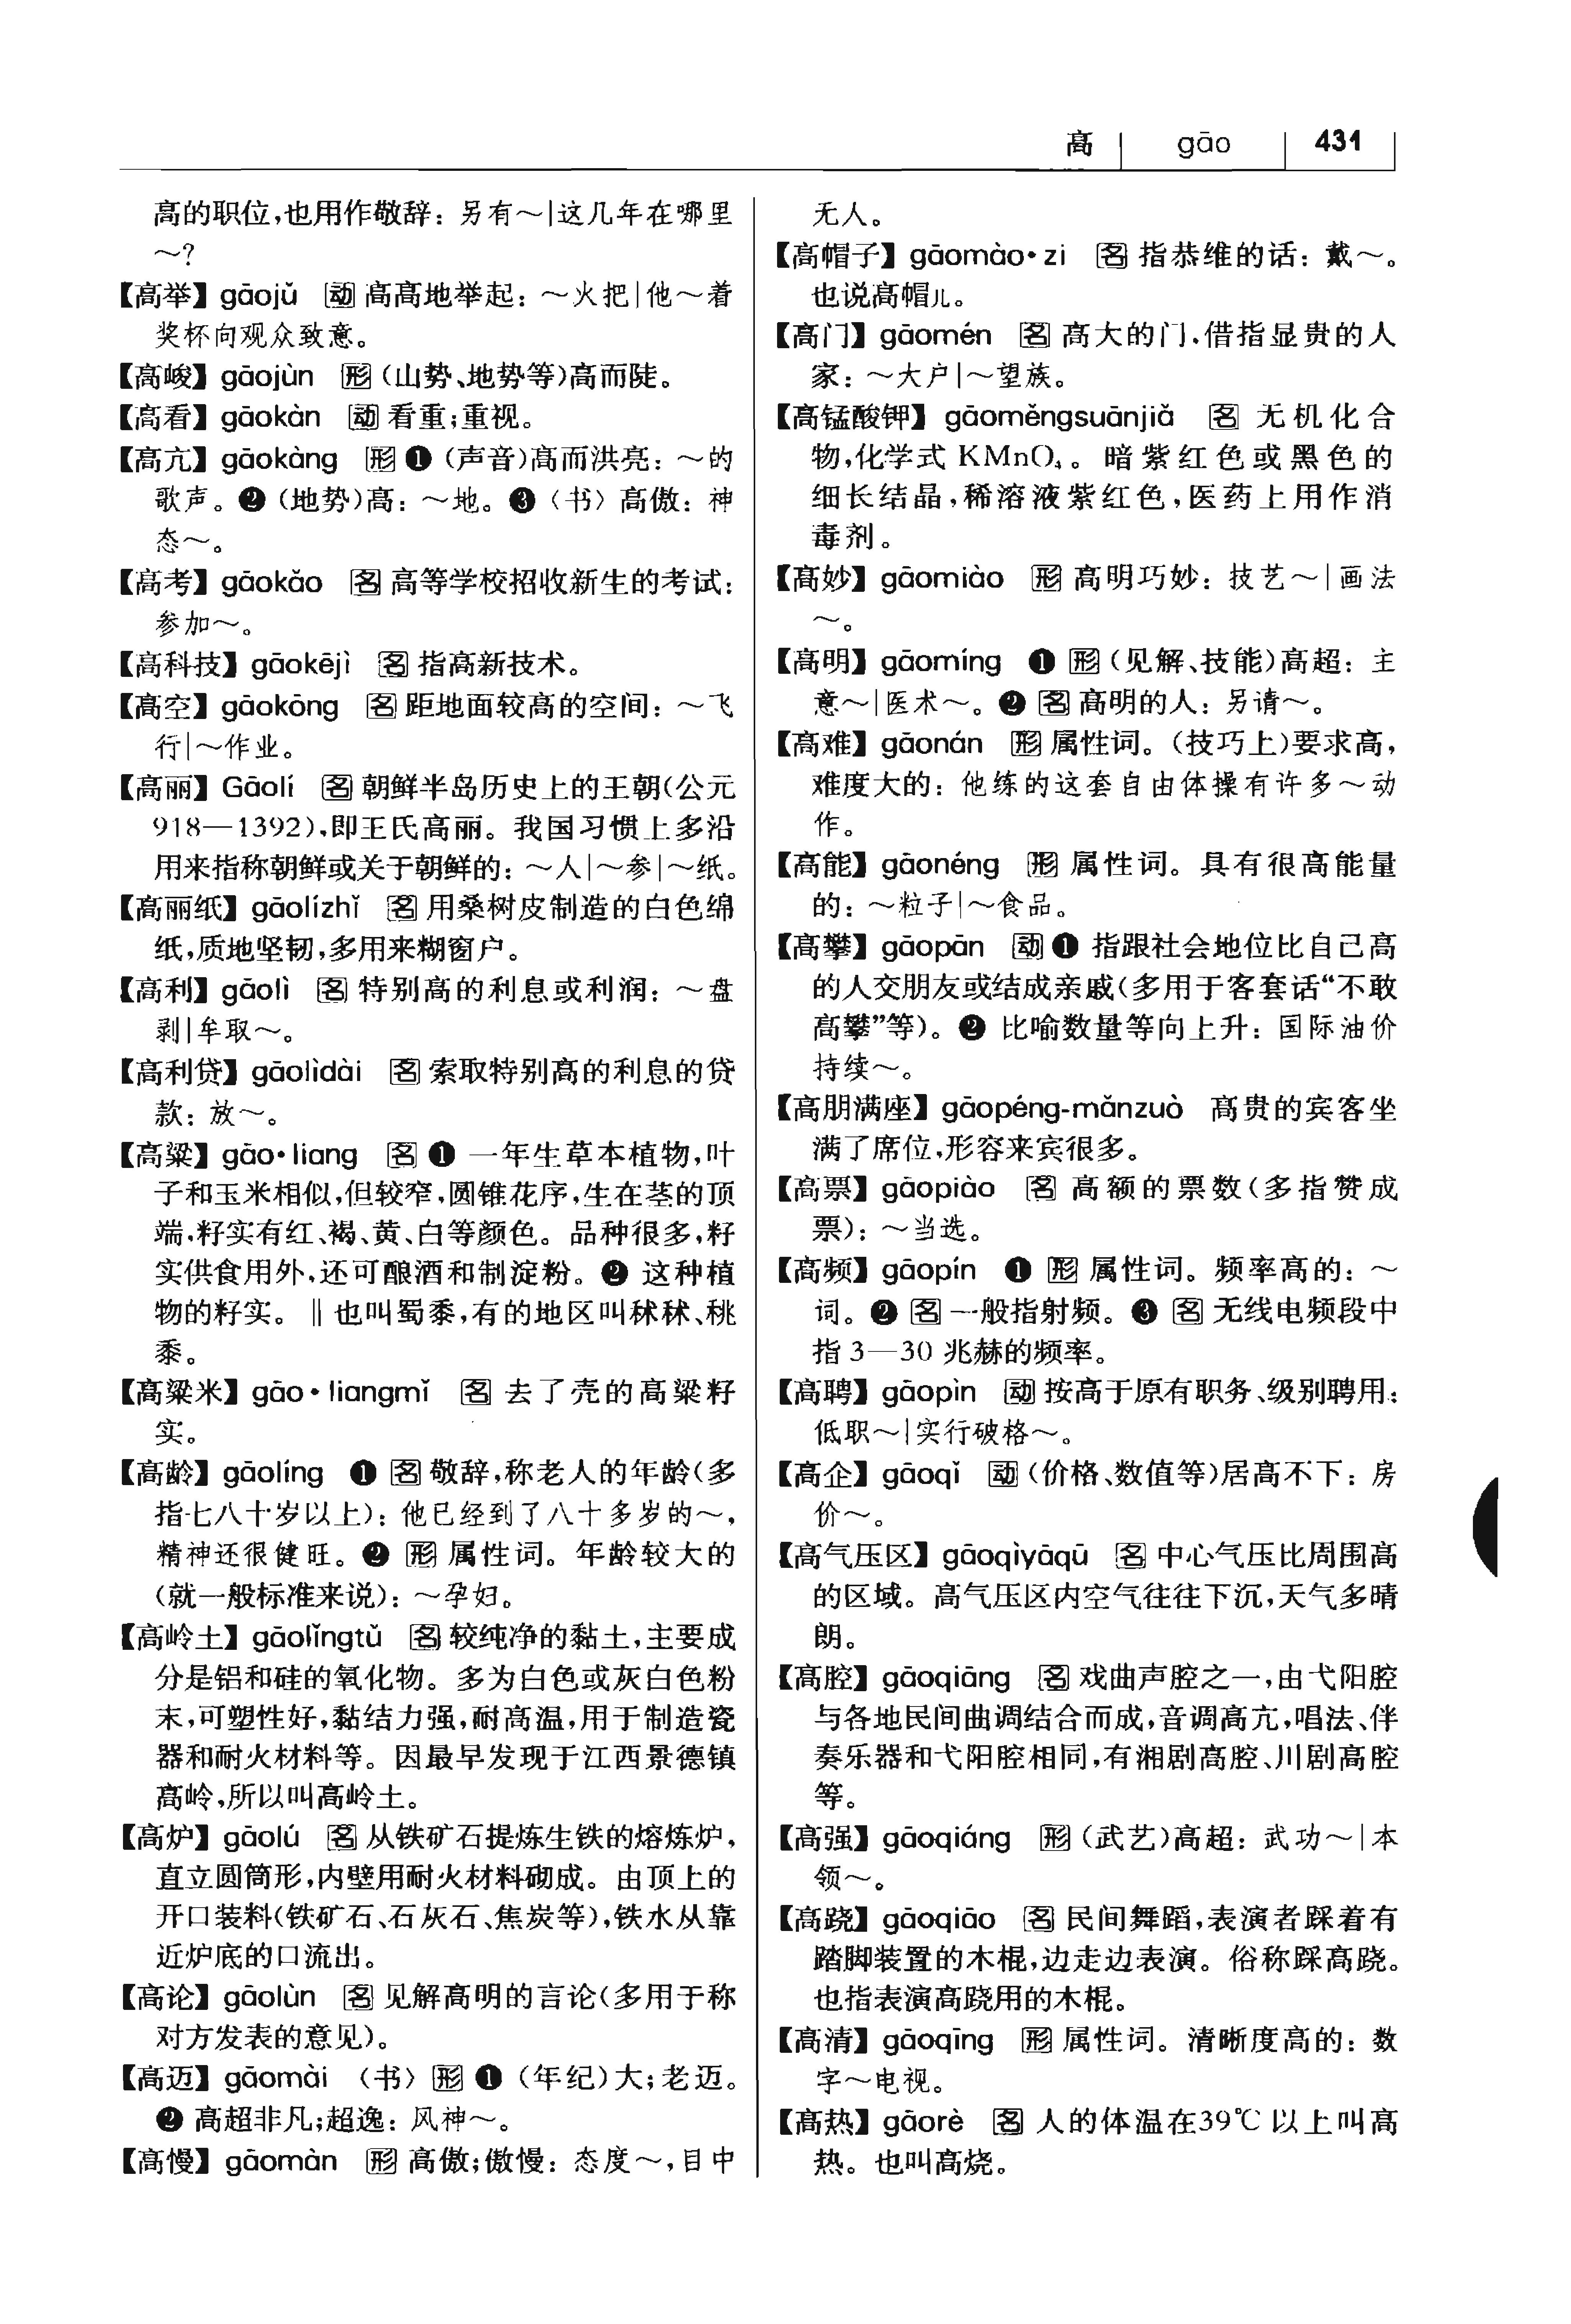 高 gāo 431
高的职位,也用作敬辞：另有～|这几年在哪里
～?
【高举】gāojǔ 动 高高地举起：～火把|他～着
奖杯向观众致意。
【高峻】gāojùn 形(山势、地势等)高而陡。
【高看】gāokàn 动 看重;重视。
【高亢】gāokàng 形❶(声音)高而洪亮：～的
歌声。❷(地势)高：～地。❸〈书〉高傲：神
态～。
【高考】gāokǎo 名 高等学校招收新生的考试：
参加～。
【高科技】gāokējì 名 指高新技术。
【高空】gāokōng 名 距地面较高的空间：～飞
行|～作业。
【高丽】Gāolí 名 朝鲜半岛历史上的王朝(公元
918—1392),即王氏高丽。我国习惯上多沿
用来指称朝鲜或关于朝鲜的：～人|～参|～纸。
【高丽纸】gāolízhǐ 名 用桑树皮制造的白色绵
纸,质地坚韧,多用来糊窗户。
【高利】gāolì 名 特别高的利息或利润：～盘
剥|牟取～。
【高利贷】gāolìdài 名 索取特别高的利息的贷
款：放～。
【高粱】gāo·liang 名❶ 一年生草本植物,叶
子和玉米相似,但较窄,圆锥花序,生在茎的顶
端,籽实有红、褐、黄、白等颜色。品种很多,籽
实供食用外,还可酿酒和制淀粉。❷ 这种植
物的籽实。‖也叫蜀黍,有的地区叫秫秫、桃
黍。
【高粱米】gāo·liangmǐ 名 去了壳的高粱籽
实。
【高龄】gāolíng ❶ 名 敬辞,称老人的年龄(多
指七八十岁以上)：他已经到了八十多岁的～,
精神还很健旺。❷ 形 属性词。年龄较大的
(就一般标准来说)：～孕妇。
【高岭土】gāolǐngtǔ 名 较纯净的黏土,主要成
分是铝和硅的氧化物。多为白色或灰白色粉
末,可塑性好,黏结力强,耐高温,用于制造瓷
器和耐火材料等。因最早发现于江西景德镇
高岭,所以叫高岭土。
【高炉】gāolú 名 从铁矿石提炼生铁的熔炼炉,
直立圆筒形,内壁用耐火材料砌成。由顶上的
开口装料(铁矿石、石灰石、焦炭等),铁水从靠
近炉底的口流出。
【高论】gāolùn 名 见解高明的言论(多用于称
对方发表的意见)。
【高迈】gāomài 〈书〉形❶(年纪)大;老迈。
❷ 高超非凡;超逸：风神～。
【高慢】gāomàn 形 高傲;傲慢：态度～,目中
无人。
【高帽子】gāomào·zi 名 指恭维的话：戴～。
也说高帽儿。
【高门】gāomén 名 高大的门,借指显贵的人
家：～大户|～望族。
【高锰酸钾】gāoměngsuānjiǎ 名 无机化合
物,化学式 KMnO₄。暗紫红色或黑色的
细长结晶,稀溶液紫红色,医药上用作消
毒剂。
【高妙】gāomiào 形 高明巧妙：技艺～|画法
～。
【高明】gāomíng ❶ 形(见解、技能)高超：主
意～|医术～。❷ 名 高明的人：另请～。
【高难】gāonán 形 属性词。(技巧上)要求高,
难度大的：他练的这套自由体操有许多～动
作。
【高能】gāonéng 形 属性词。具有很高能量
的：～粒子|～食品。
【高攀】gāopān 动❶ 指跟社会地位比自己高
的人交朋友或结成亲戚(多用于客套话“不敢
高攀”等)。❷ 比喻数量等向上升：国际油价
持续～。
【高朋满座】gāopéng-mǎnzuò 高贵的宾客坐
满了席位,形容来宾很多。
【高票】gāopiào 名 高额的票数(多指赞成
票)：～当选。
【高频】gāopín ❶ 形 属性词。频率高的：～
词。❷ 名 一般指射频。❸ 名 无线电频段中
指 3—30 兆赫的频率。
【高聘】gāopìn 动 按高于原有职务、级别聘用：
低职～|实行破格～。
【高企】gāoqǐ 动(价格、数值等)居高不下：房
价～。
【高气压区】gāoqìyāqū 名 中心气压比周围高
的区域。高气压区内空气往往下沉,天气多晴
朗。
【高腔】gāoqiāng 名 戏曲声腔之一,由弋阳腔
与各地民间曲调结合而成,音调高亢,唱法、伴
奏乐器和弋阳腔相同,有湘剧高腔、川剧高腔
等。
【高强】gāoqiáng 形(武艺)高超：武功～|本
领～。
【高跷】gāoqiāo 名 民间舞蹈,表演者踩着有
踏脚装置的木棍,边走边表演。俗称踩高跷。
也指表演高跷用的木棍。
【高清】gāoqīng 形 属性词。清晰度高的：数
字～电视。
【高热】gāorè 名 人的体温在39℃以上叫高
热。也叫高烧。